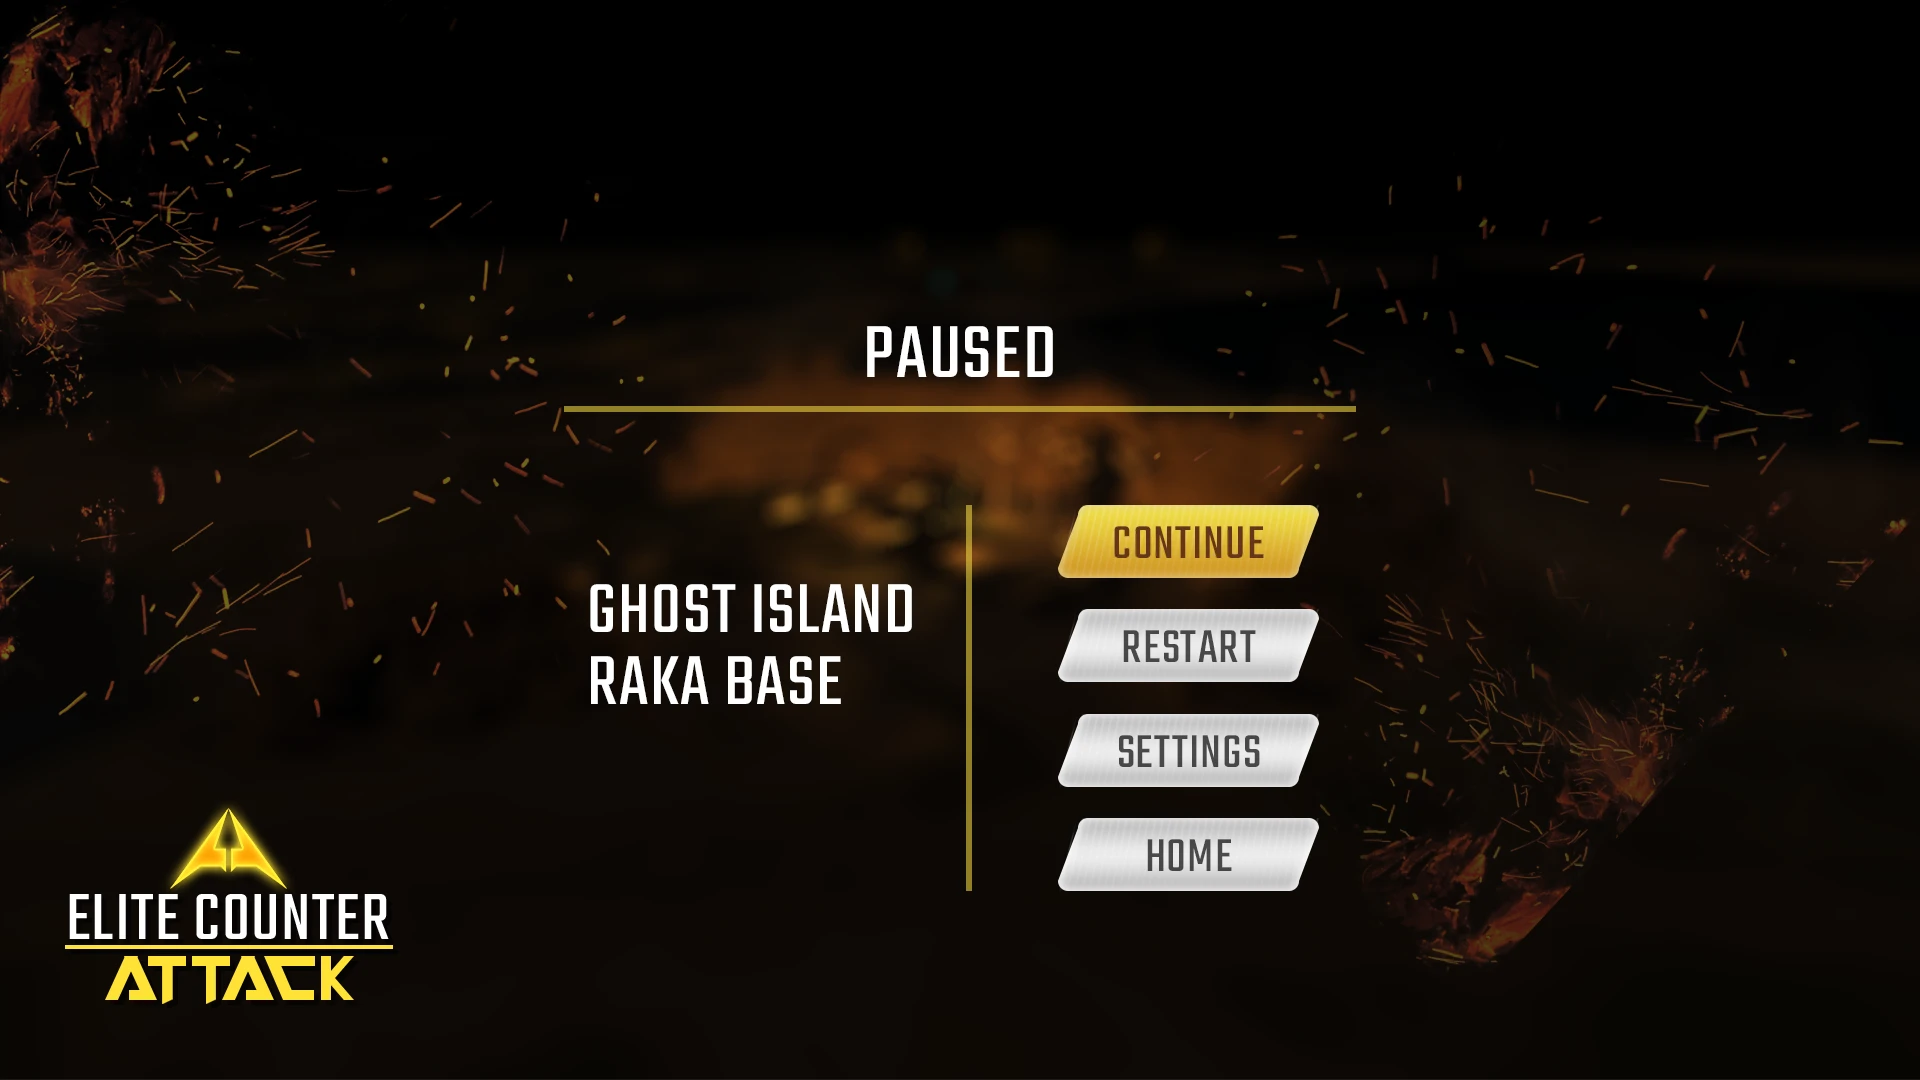 PAUSED
GHOST ISLAND
RAKA BASE
CONTINUE
RESTART
SETTINGS
HOME
ELITE COUNTER
ATTACK